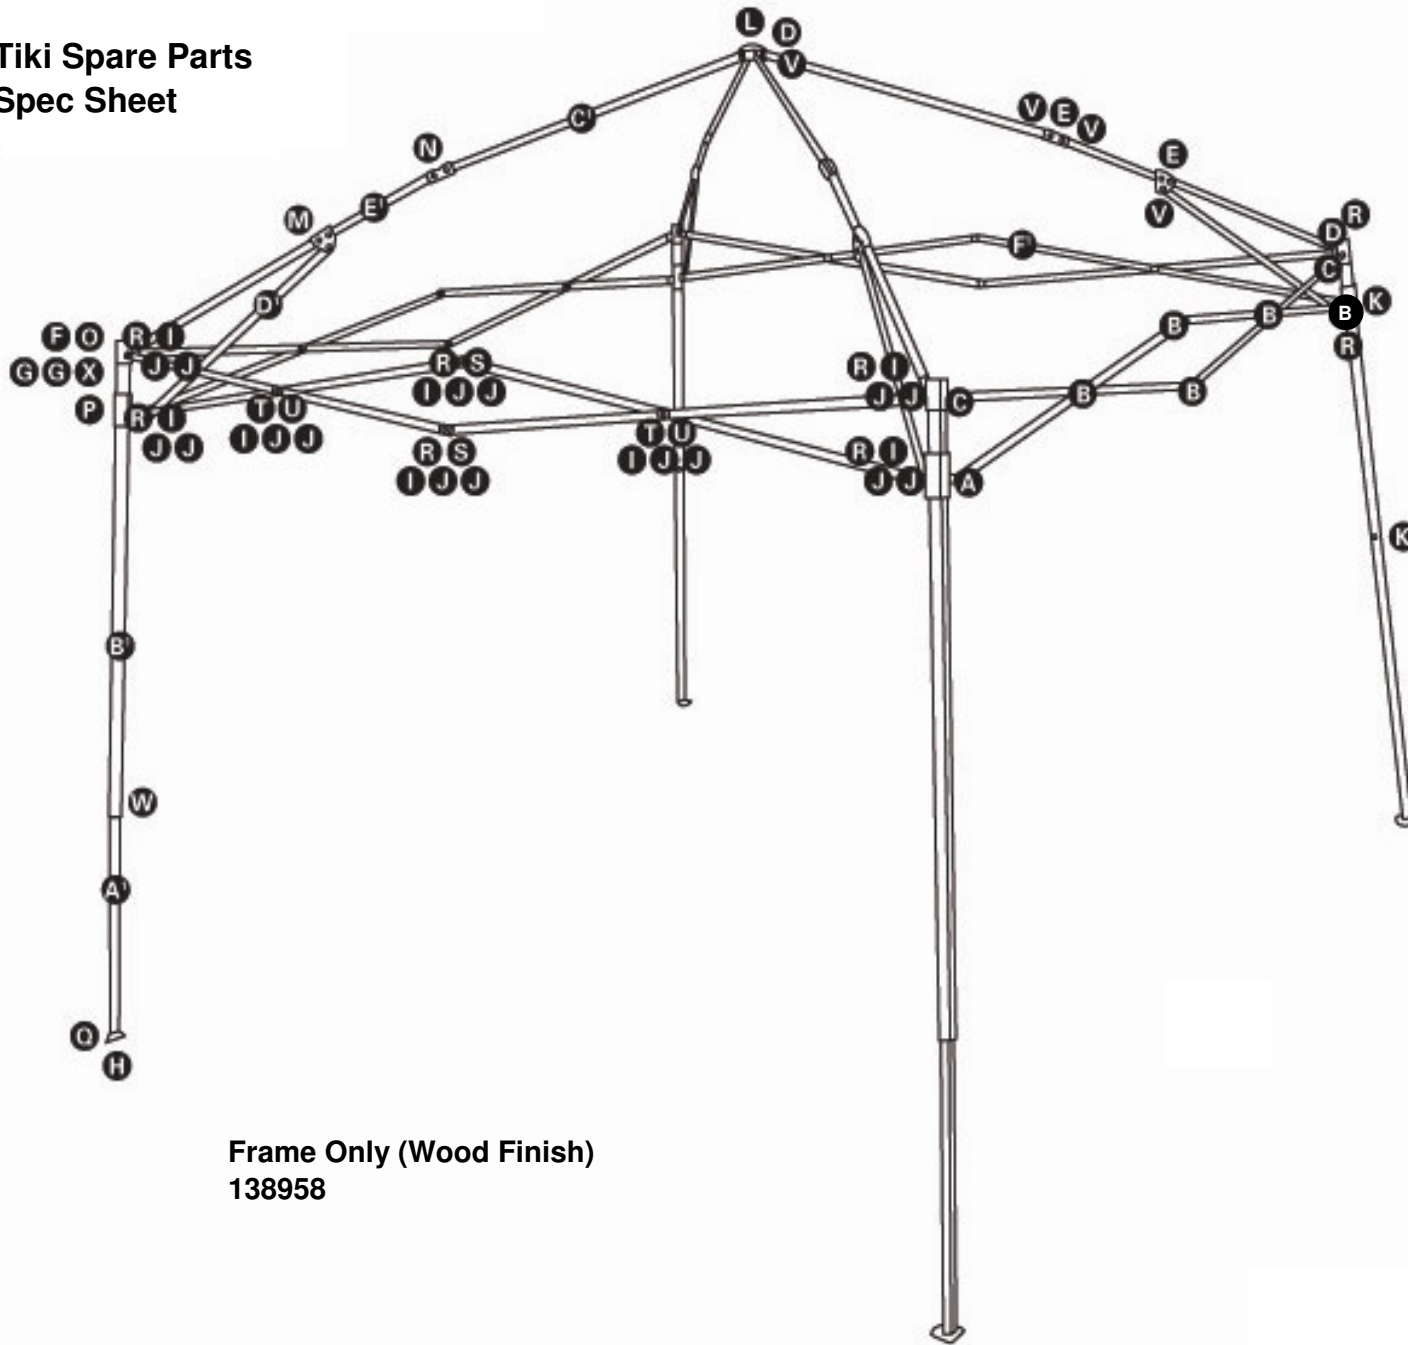 Tiki Spare Parts
Spec Sheet
L
D
V
V E V
C'
N
E
V
E'
M
R
D
C
F
D'
K
B
B
B
R
F O R I
G G X J J
R S
I J J
R I
J J
C
B
B
P R I
J J
T U
I J J
T U
I J J
R S
I J J
R I
J J
A
K
B'
W
A'
Q
H
Frame Only (Wood Finish)
138958